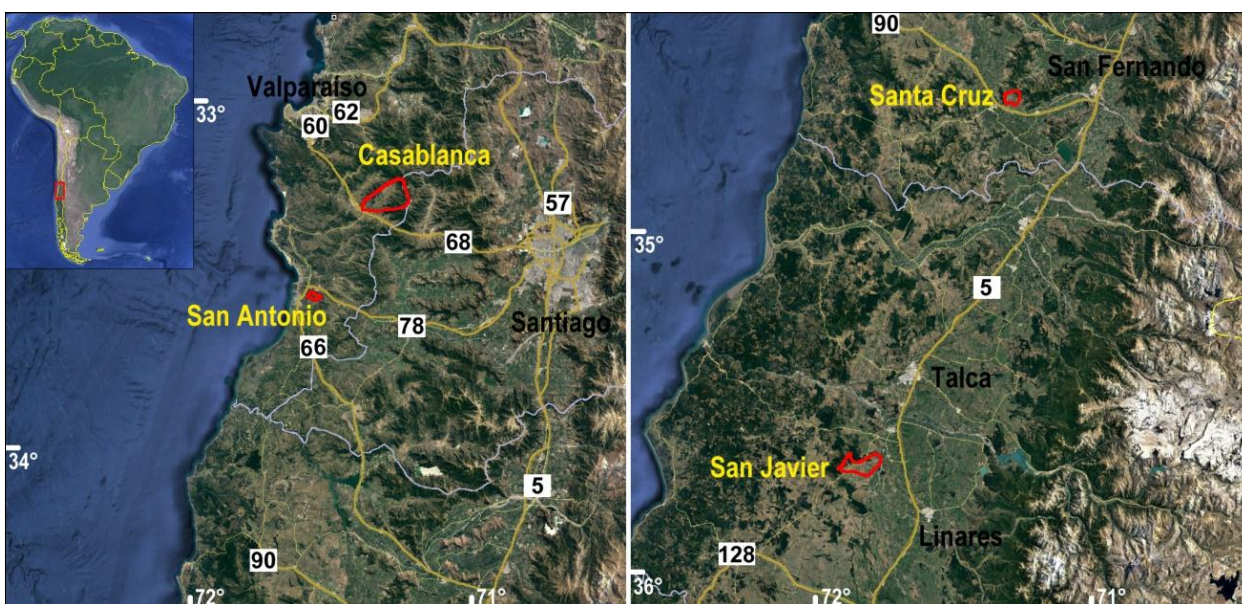 Valparaíso
33°
62
60
Casablanca
57
68
San Antonio
78
Santiago
66
34°
5
90
72°
71°
90
San Fernando
Santa Cruz
35°
5
Talca
San Javier
Linares
128
36°
72°
71°